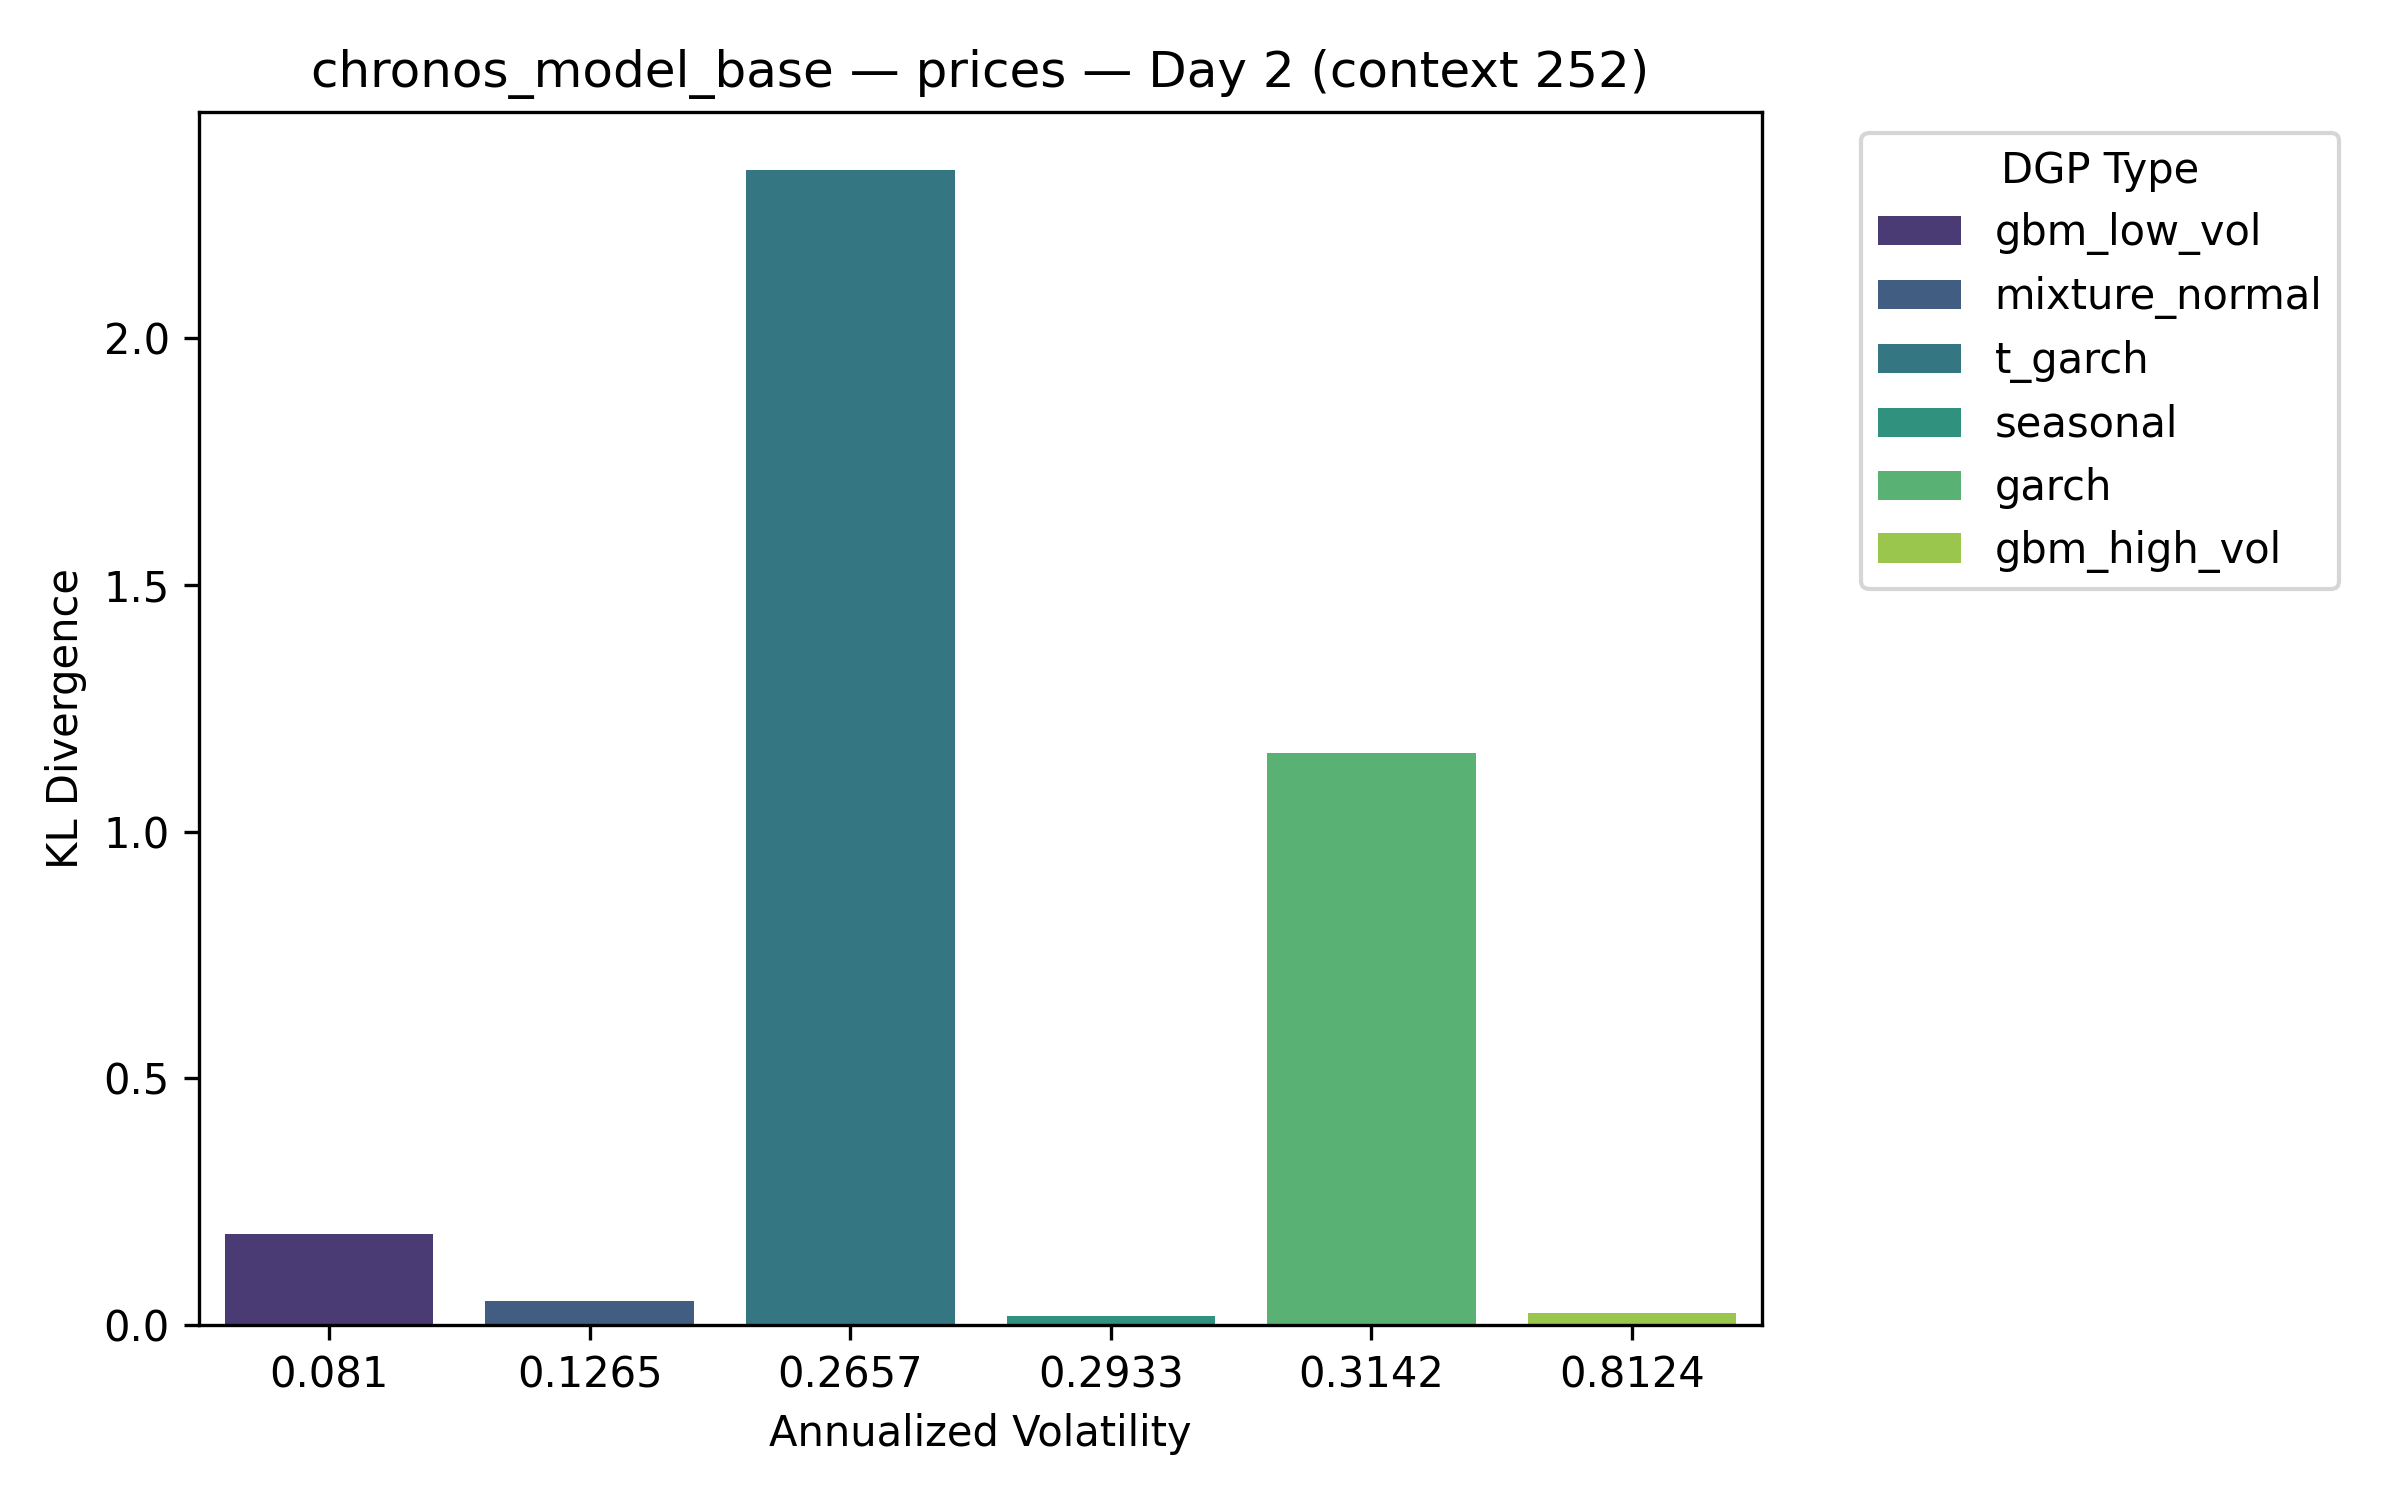 chronos_model_base — prices — Day 2 (context 252)
KL Divergence
2.0
1.5
1.0
0.5
0.0
0.081 0.1265 0.2657 0.2933 0.3142 0.8124
Annualized Volatility
DGP Type
gbm_low_vol
mixture_normal
t_garch
seasonal
garch
gbm_high_vol